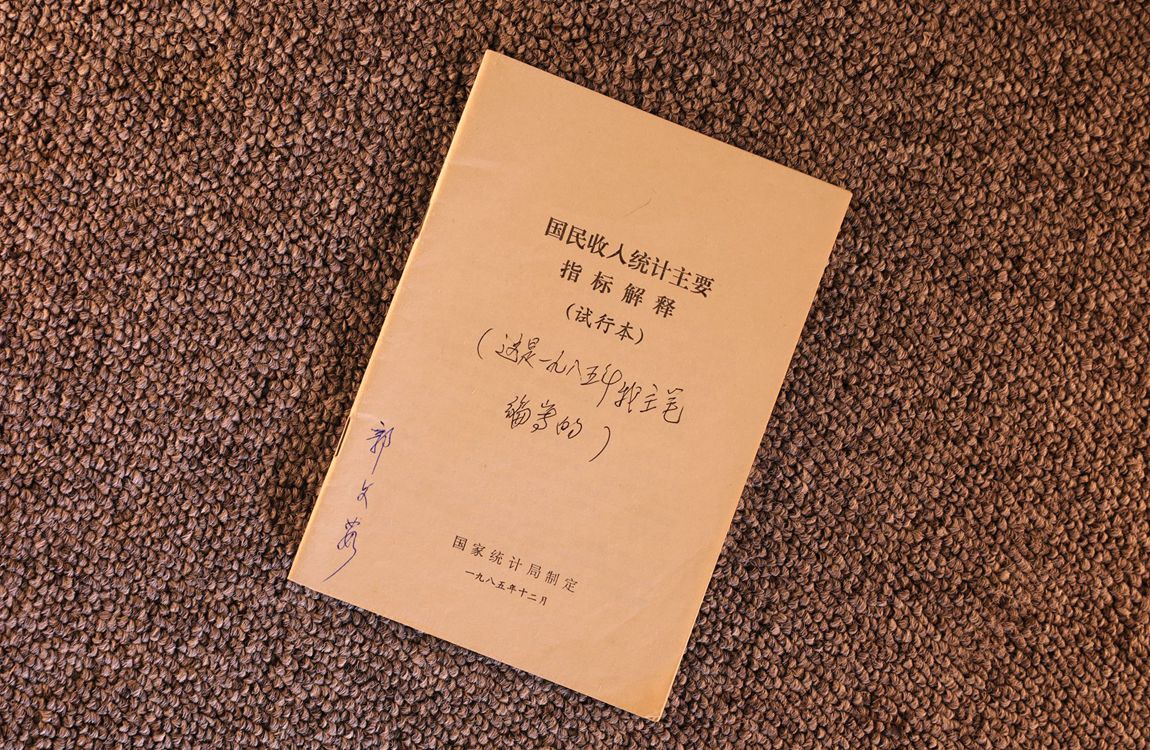 国民收入统计主要
指标解释
（试行本）
（这是一九八五年我主笔
编写的）
郭文
国家统计局制定
一九八五年十二月